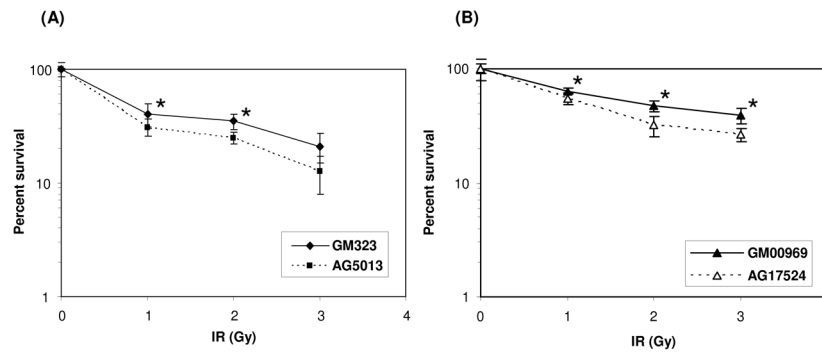 (A)
100
10
1
Percent survival
*
*
GM323
AG5013
0
1
2
3
4
IR (Gy)
(B)
100
10
1
Percent survival
*
*
*
GM00969
AG17524
0
1
2
3
IR (Gy)